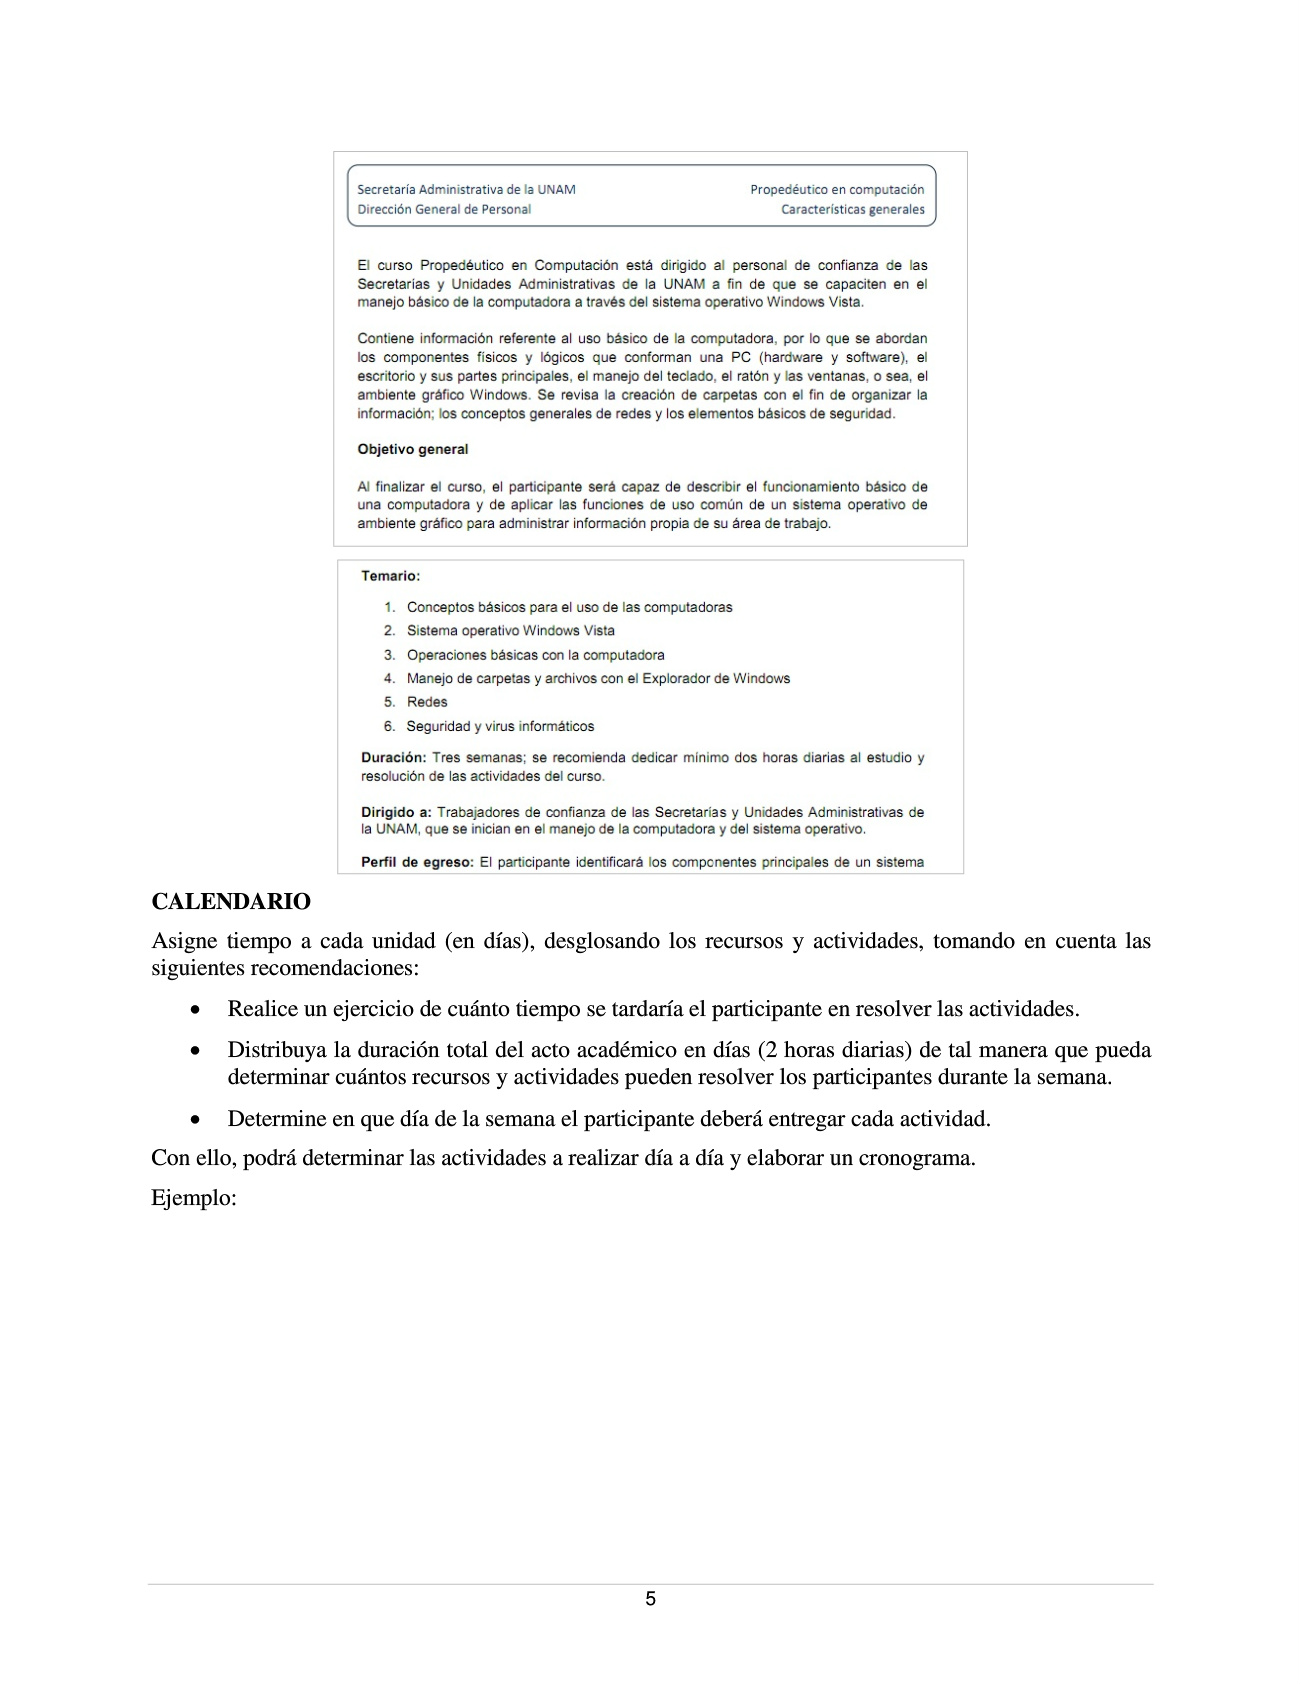 Secretaría Administrativa de la UNAM
Propedéutico en computación
Dirección General de Personal
Características generales
El curso Propedéutico en Computación está dirigido al personal de confianza de las
Secretarías y Unidades Administrativas de la UNAM a fin de que se capaciten en el
manejo básico de la computadora a través del sistema operativo Windows Vista.
Contiene información referente al uso básico de la computadora, por lo que se abordan
los componentes físicos y lógicos que conforman una PC (hardware y software), el
escritorio y sus partes principales, el manejo del teclado, el ratón y las ventanas, o sea, el
ambiente gráfico Windows. Se revisa la creación de carpetas con el fin de organizar la
información; los conceptos generales de redes y los elementos básicos de seguridad.
Objetivo general
Al finalizar el curso, el participante será capaz de describir el funcionamiento básico de
una computadora y de aplicar las funciones de uso común de un sistema operativo de
ambiente gráfico para administrar información propia de su área de trabajo.
Temario:
1. Conceptos básicos para el uso de las computadoras
2. Sistema operativo Windows Vista
3. Operaciones básicas con la computadora
4. Manejo de carpetas y archivos con el Explorador de Windows
5. Redes
6. Seguridad y virus informáticos
Duración: Tres semanas; se recomienda dedicar mínimo dos horas diarias al estudio y
resolución de las actividades del curso.
Dirigido a: Trabajadores de confianza de las Secretarías y Unidades Administrativas de
la UNAM, que se inician en el manejo de la computadora y del sistema operativo.
Perfil de egreso: El participante identificará los componentes principales de un sistema
CALENDARIO
Asigne tiempo a cada unidad (en días), desglosando los recursos y actividades, tomando en cuenta las
siguientes recomendaciones:
• Realice un ejercicio de cuánto tiempo se tardaría el participante en resolver las actividades.
• Distribuya la duración total del acto académico en días (2 horas diarias) de tal manera que pueda
determinar cuántos recursos y actividades pueden resolver los participantes durante la semana.
• Determine en que día de la semana el participante deberá entregar cada actividad.
Con ello, podrá determinar las actividades a realizar día a día y elaborar un cronograma.
Ejemplo:
5